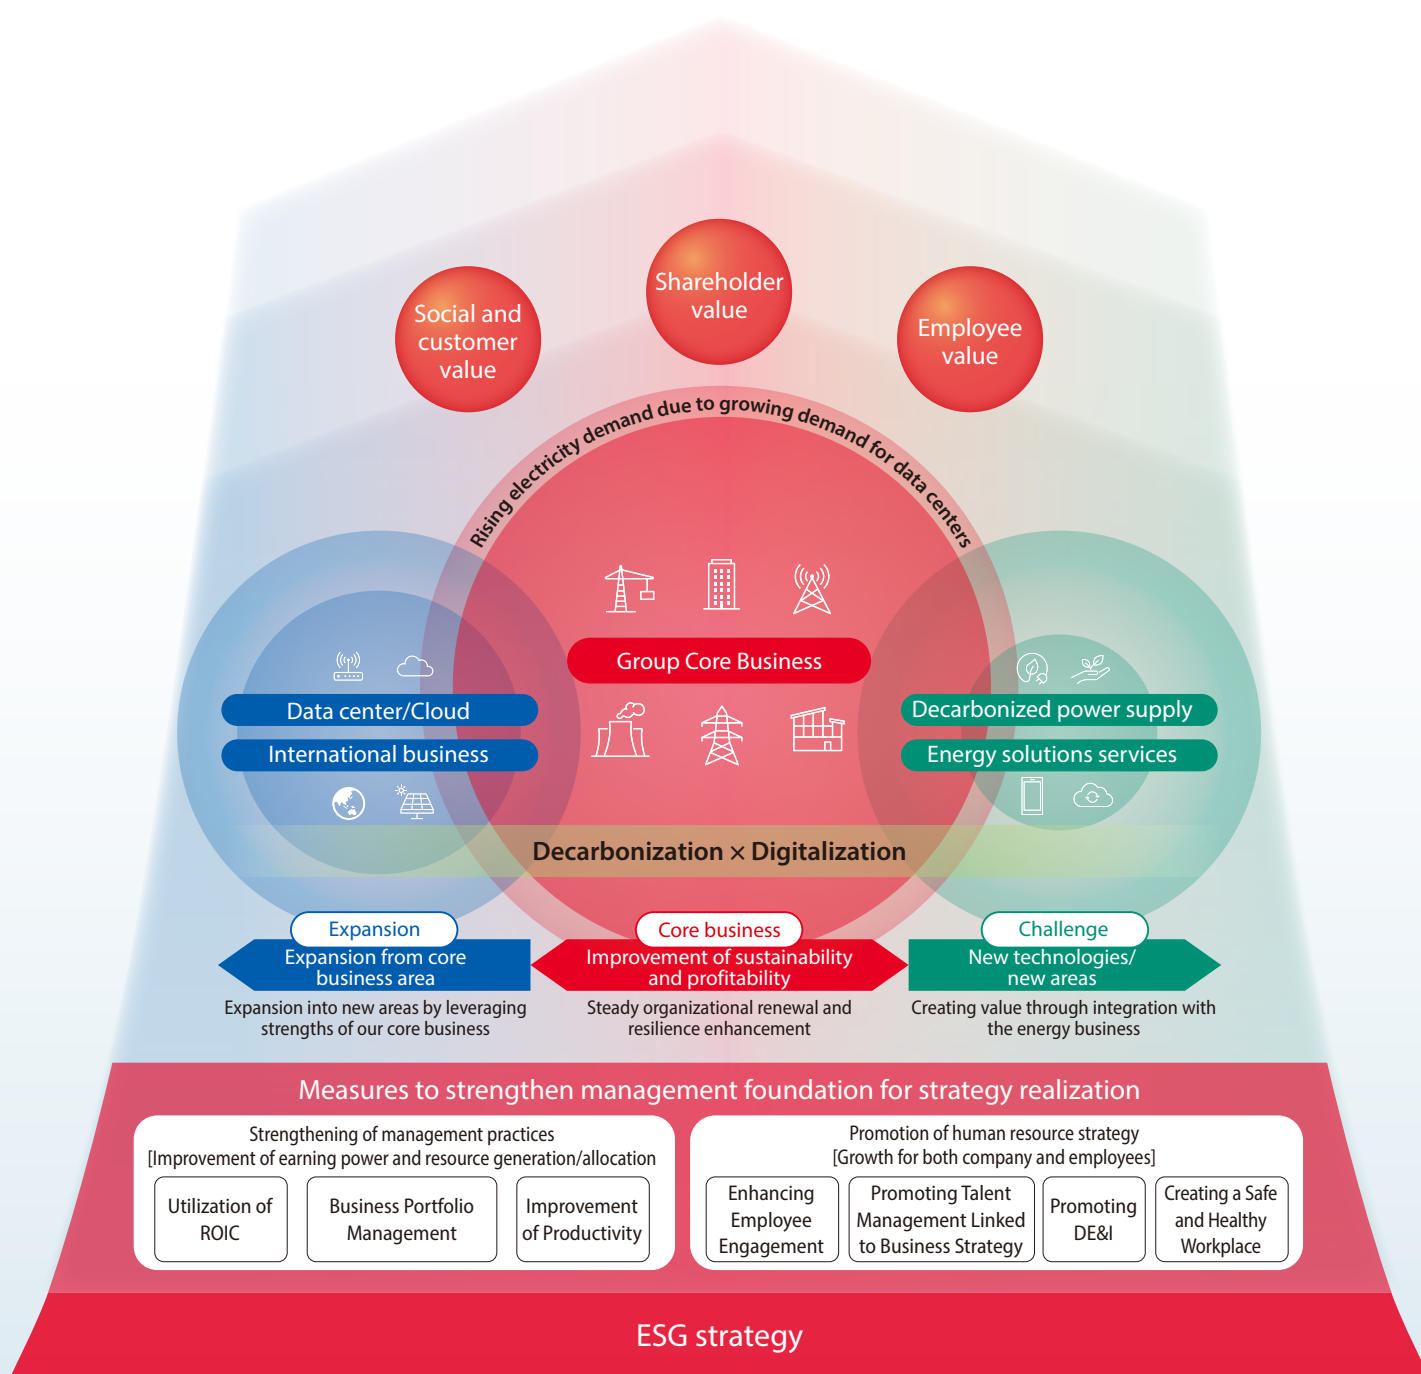 Shareholder
value
Social and
customer
value
Employee
value
Rising electricity demand due to growing demand for data centers
Group Core Business
Data center/Cloud
International business
Decarbonized power supply
Energy solutions services
Decarbonization × Digitalization
Expansion
Expansion from core
business area
Expansion into new areas by leveraging
strengths of our core business
Core business
Improvement of sustainability
and profitability
Steady organizational renewal and
resilience enhancement
Challenge
New technologies/
new areas
Creating value through integration with
the energy business
Measures to strengthen management foundation for strategy realization
Strengthening of management practices
[Improvement of earning power and resource generation/allocation
Utilization of
ROIC
Business Portfolio
Management
Improvement
of Productivity
Promotion of human resource strategy
[Growth for both company and employees]
Enhancing
Employee
Engagement
Promoting Talent
Management Linked
to Business Strategy
Promoting
DE&I
Creating a Safe
and Healthy
Workplace
ESG strategy